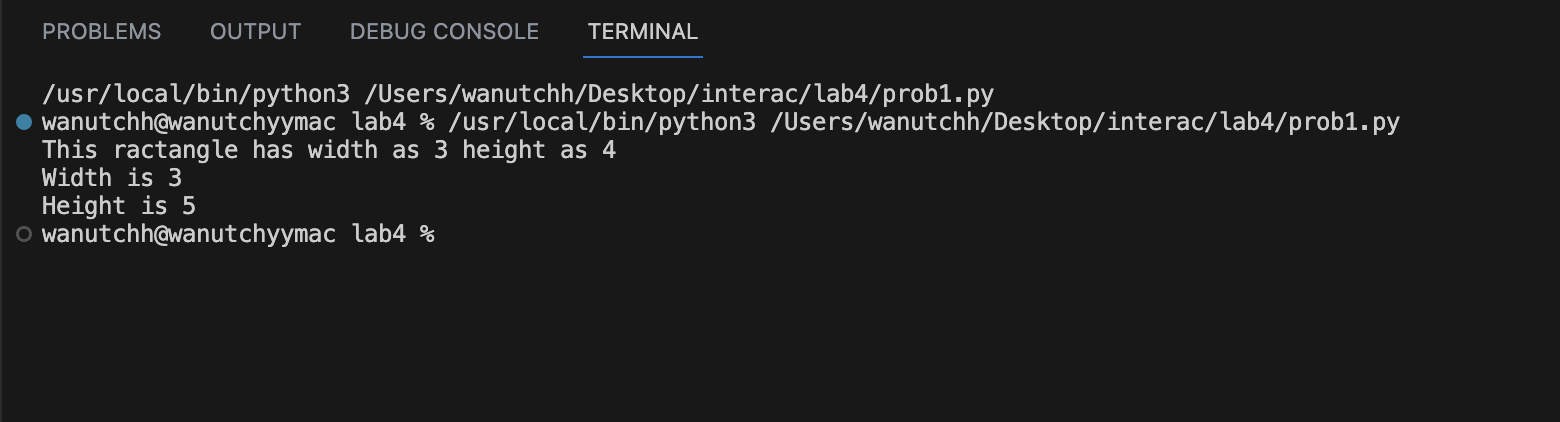 PROBLEMS OUTPUT DEBUG CONSOLE TERMINAL
/usr/local/bin/python3 /Users/wanutchh/Desktop/interac/lab4/prob1.py
wanutchh@wanutchyymac lab4 % /usr/local/bin/python3 /Users/wanutchh/Desktop/interac/lab4/prob1.py
This ractangle has width as 3 height as 4
Width is 3
Height is 5
wanutchh@wanutchyymac lab4 %